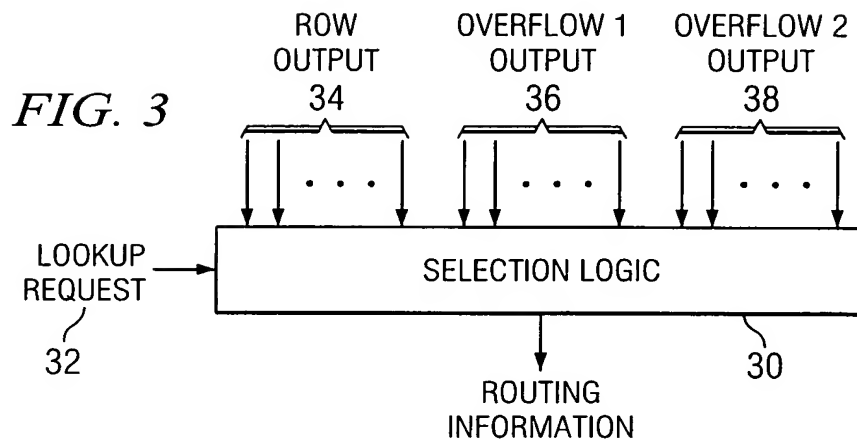 ROW
OUTPUT
34
OVERFLOW 1
OUTPUT
36
OVERFLOW 2
OUTPUT
38
FIG. 3
LOOKUP
REQUEST
32
SELECTION LOGIC
30
ROUTING
INFORMATION